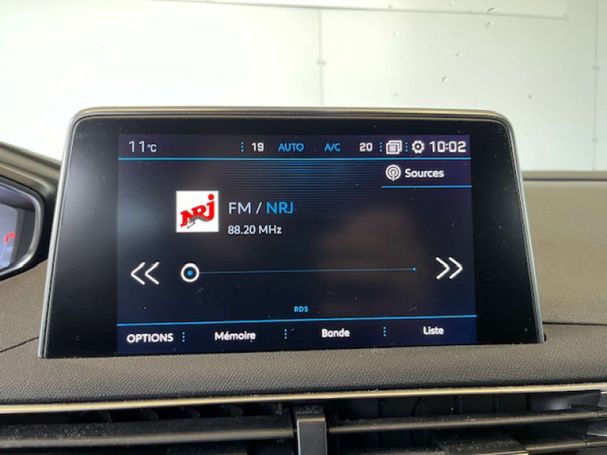 11°C 19 AUTO A/C 20 10:02
Sources
NRJ
FM / NRJ
88.20 MHz
RDS
OPTIONS Mémoire Bande Liste